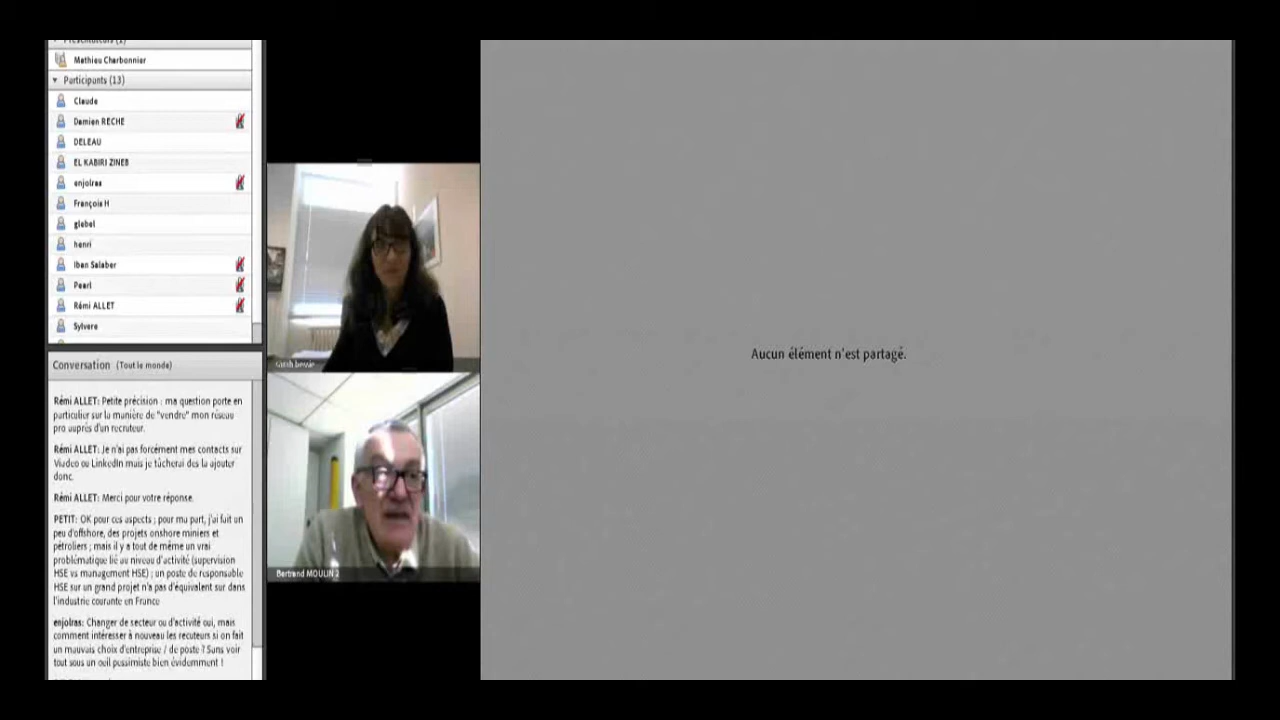 Présentateurs (1)
Mathieu Charbonnier
Participants (13)
Claude
Damien RECHE
DELEAU
EL KABIRI ZINEB
enjolras
François H
glebel
henri
Iban Salaber
Pearl
Rémi ALLET
Sylvere
Conversation (Tout le monde)
Rémi ALLET: Petite précision : ma question porte en
particulier sur la manière de "vendre" mon réseau
pro auprès d'un recruteur.
Rémi ALLET: Je n'ai pas forcément mes contacts sur
Viadeo ou LinkedIn mais je tâcherai des la ajouter
donc.
Rémi ALLET: Merci pour votre réponse.
PETIT: OK pour ces aspects ; pour ma part, j'ai fait un
peu d'offshore, des projets onshore miniers et
pétroliers ; mais il y a tout de même un vrai
problématique lié au niveau d'activité (supervision
HSE vs management HSE) ; un poste de responsable
HSE sur un grand projet n'a pas d'équivalent sur dans
l'industrie courante en France
enjolras: Changer de secteur ou d'activité oui, mais
comment intéresser à nouveau les recuteurs si on fait
un mauvais choix d'entreprise / de poste ? Sans voir
tout sous un oeil pessimiste bien évidemment !
Bertrand MOULIN 2
Aucun élément n'est partagé.